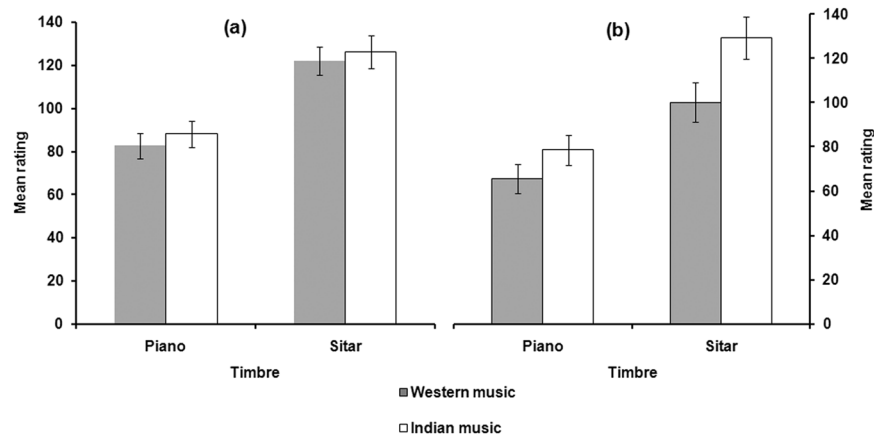 (a)
140
120
100
80
60
40
20
0
Mean rating
Piano Sitar
Timbre
(b)
140
120
100
80
60
40
20
0
Mean rating
Piano Sitar
Timbre
Western music
Indian music